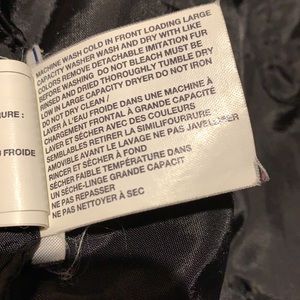 MACHINE WASH COLD IN FRONT LOADING LARGE
CAPACITY WASHER WASH AND DRY WITH LIKE
COLORS REMOVE DETACHABLE IMITATION FUR
BEFORE WASHING DO NOT BLEACH MUST BE
RINSED AND DRIED THOROUGHLY TUMBLE DRY
LOW IN LARGE CAPACITY DRYER DO NOT IRON
DO NOT DRY CLEAN /
LAVER À L'EAU FROIDE DANS UNE MACHINE À
CHARGEMENT FRONTAL À GRANDE CAPACITÉ
LAVER ET SÉCHER AVEC DES COULEURS
SEMBLABLES RETIRER LA SIMILIFOURRURE
AMOVIBLE AVANT LE LAVAGE NE PAS JAVELLISER
RINCER ET SÉCHER À FOND
SÉCHER FAIBLE TEMPÉRATURE DANS
UN SÈCHE-LINGE GRANDE CAPACIT
NE PAS REPASSER
NE PAS NETTOYER À SEC
URE :
FROIDE